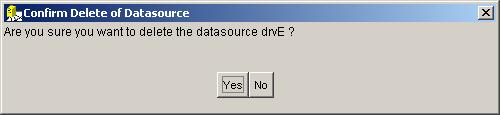 Confirm Delete of Datasource
Are you sure you want to delete the datasource drvE ?
Yes No